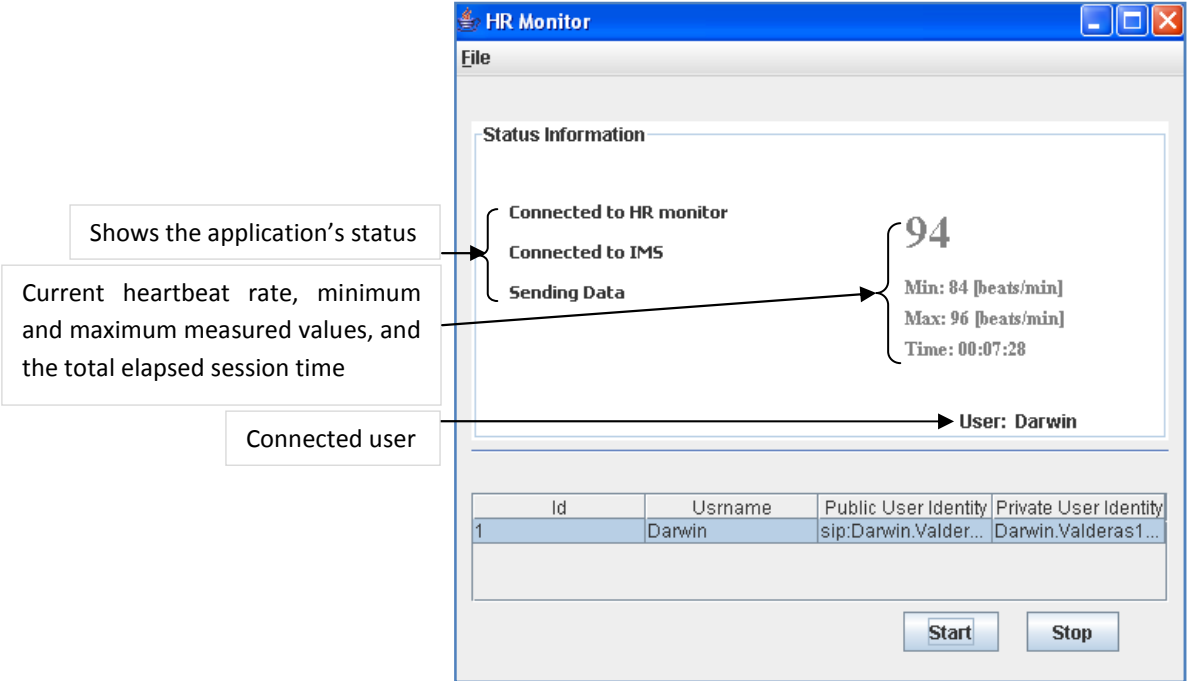 HR Monitor
File
Status Information
Shows the application’s status
Connected to HR monitor
Connected to IMS
Sending Data
Current heartbeat rate, minimum
and maximum measured values, and
the total elapsed session time
94
Min: 84 [beats/min]
Max: 96 [beats/min]
Time: 00:07:28
Connected user
User: Darwin
Id Usrname Public User Identity Private User Identity
1 Darwin sip:Darwin.Valder... Darwin.Valderas1...
Start Stop